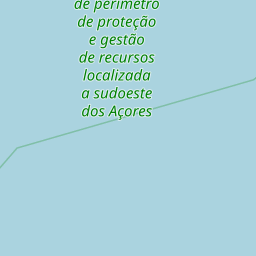 de perímetro
de proteção
e gestão
de recursos
localizada
a sudoeste
dos Açores